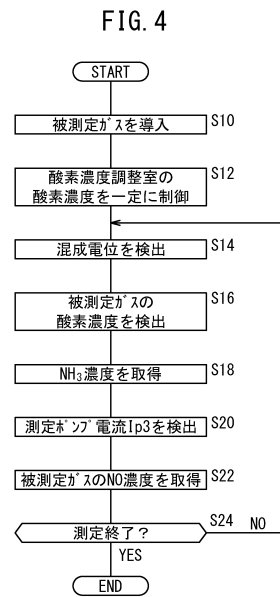 FIG. 4
START
被測定ガスを導入 S10
酸素濃度調整室の S12
酸素濃度を一定に制御
混成電位を検出 S14
被測定ガスの S16
酸素濃度を検出
NH₃濃度を取得 S18
測定ポンプ電流Ip3を検出 S20
被測定ガスのNO濃度を取得 S22
測定終了？ S24 NO
YES
END